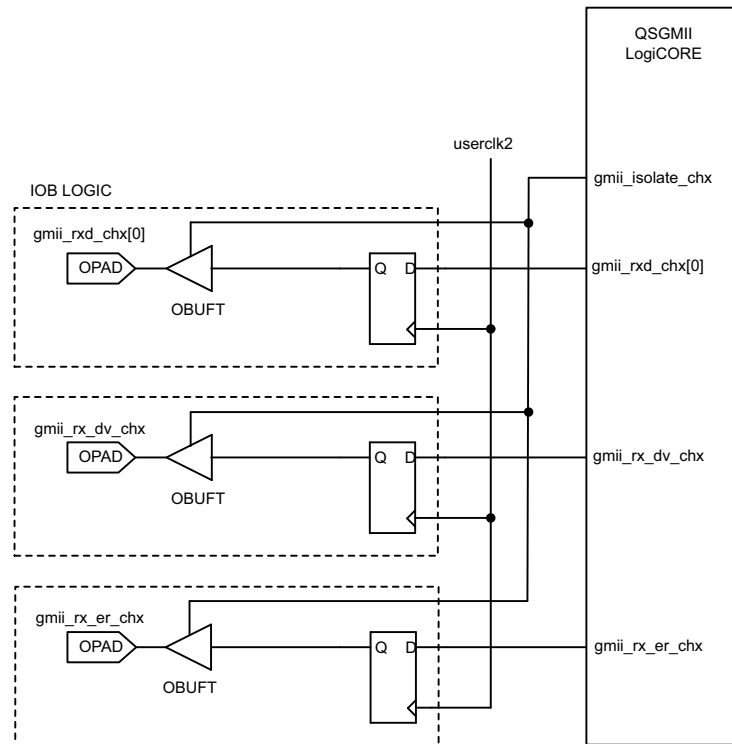 QSGMII
LogiCORE
userclk2
gmii_isolate_chx
IOB LOGIC
gmii_rxd_chx[0]
OPAD
OBUFT
Q D
gmii_rxd_chx[0]
gmii_rx_dv_chx
OPAD
OBUFT
Q D
gmii_rx_dv_chx
gmii_rx_er_chx
OPAD
OBUFT
Q D
gmii_rx_er_chx